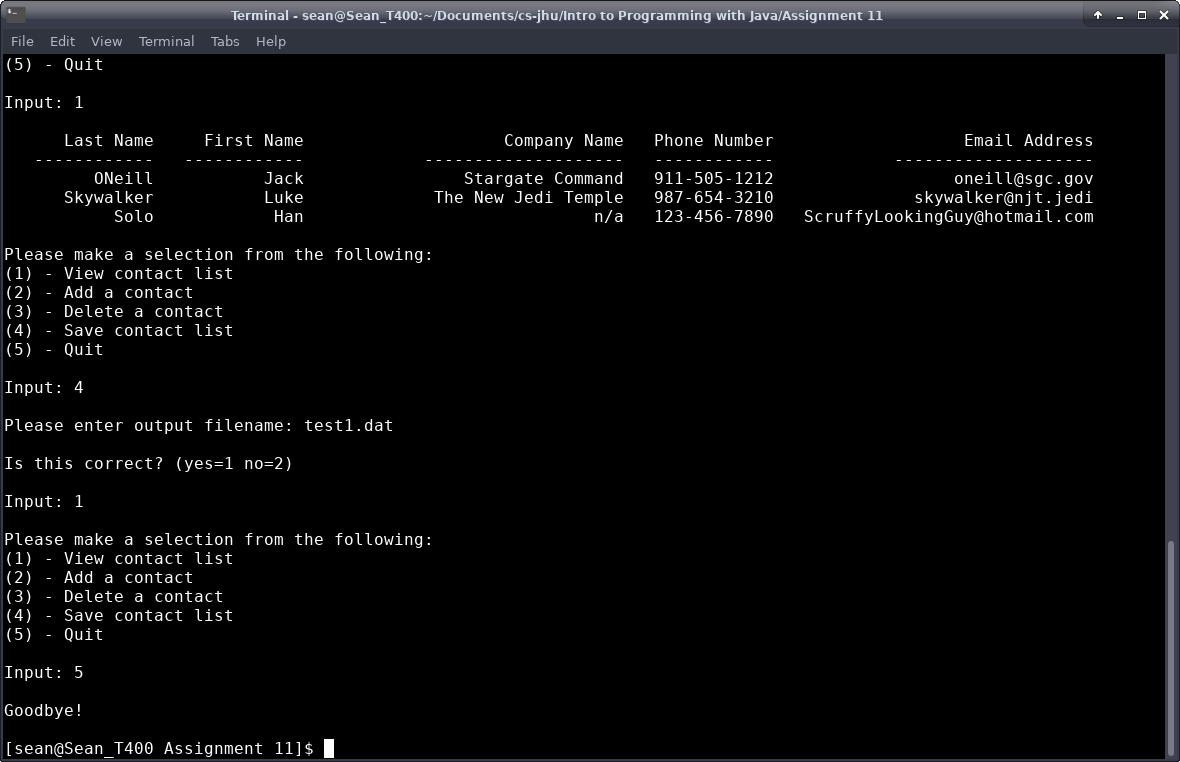 Terminal - sean@Sean_T400:~/Documents/cs-jhu/Intro to Programming with Java/Assignment 11
File Edit View Terminal Tabs Help
(5) - Quit
Input: 1
Last Name First Name Company Name Phone Number Email Address
------------ ------------ -------------------- ------------ --------------------
ONeill Jack Stargate Command 911-505-1212 oneill@sgc.gov
Skywalker Luke The New Jedi Temple 987-654-3210 skywalker@njt.jedi
Solo Han n/a 123-456-7890 ScruffyLookingGuy@hotmail.com
Please make a selection from the following:
(1) - View contact list
(2) - Add a contact
(3) - Delete a contact
(4) - Save contact list
(5) - Quit
Input: 4
Please enter output filename: test1.dat
Is this correct? (yes=1 no=2)
Input: 1
Please make a selection from the following:
(1) - View contact list
(2) - Add a contact
(3) - Delete a contact
(4) - Save contact list
(5) - Quit
Input: 5
Goodbye!
[sean@Sean_T400 Assignment 11]$